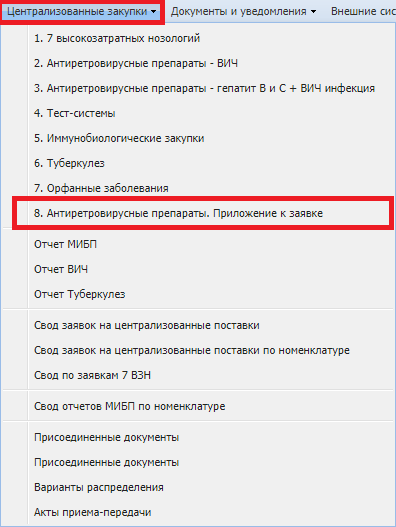 Централизованные закупки Документы и уведомления Внешние сис
1. 7 высокозатратных нозологий
2. Антиретровирусные препараты - ВИЧ
3. Антиретровирусные препараты - гепатит В и С + ВИЧ инфекция
4. Тест-системы
5. Иммунобиологические закупки
6. Туберкулез
7. Орфанные заболевания
8. Антиретровирусные препараты. Приложение к заявке
Отчет МИБП
Отчет ВИЧ
Отчет Туберкулез
Свод заявок на централизованные поставки
Свод заявок на централизованные поставки по номенклатуре
Свод по заявкам 7 ВЗН
Свод отчетов МИБП по номенклатуре
Присоединенные документы
Присоединенные документы
Варианты распределения
Акты приема-передачи